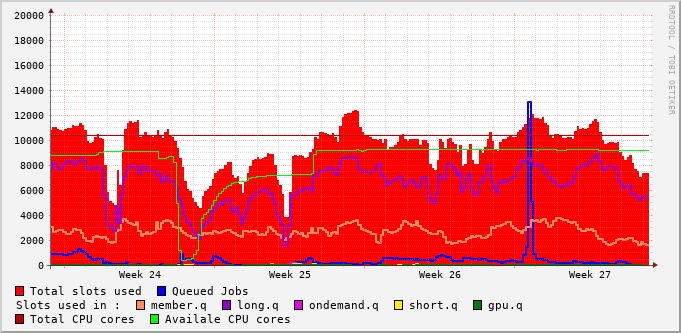 20000
18000
16000
14000
12000
10000
8000
6000
4000
2000
0
Week 24 Week 25 Week 26 Week 27
RRDTOOL / TOBI OETIKER
Total slots used Queued Jobs
Slots used in : member.q long.q ondemand.q short.q gpu.q
Total CPU cores Availale CPU cores